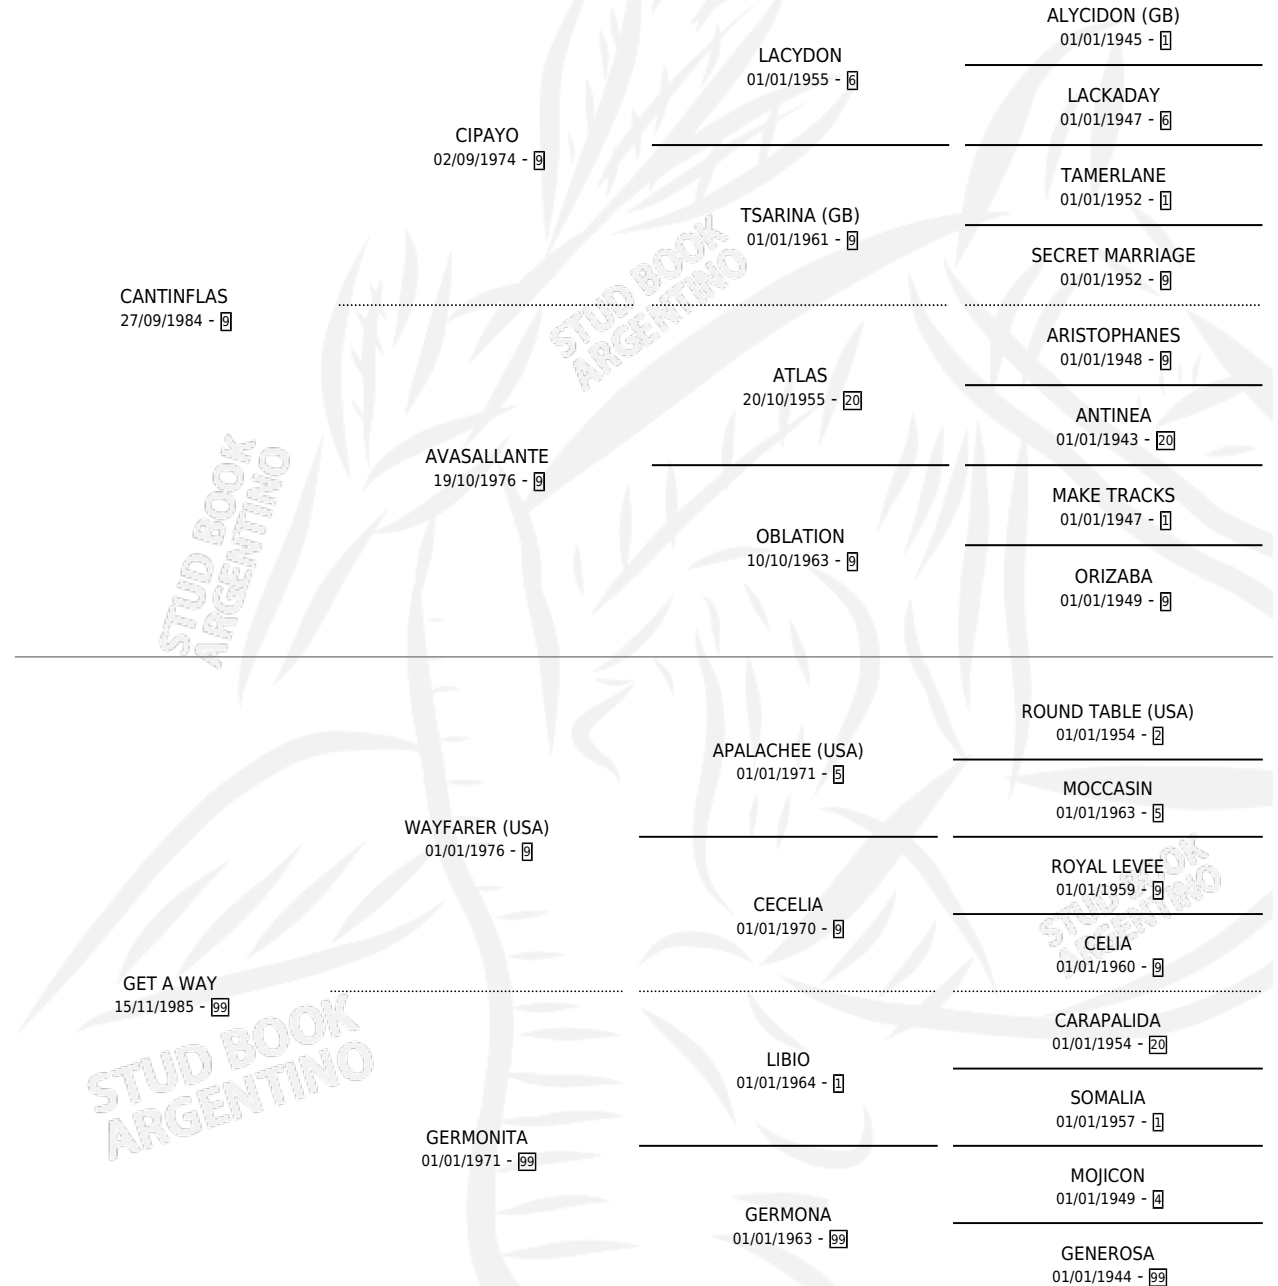 ALYCIDON (GB)
01/01/1945 - 1
LACYDON
01/01/1955 - 6
LACKADAY
01/01/1947 - 6
CIPAYO
02/09/1974 - 9
TAMERLANE
01/01/1952 - 1
TSARINA (GB)
01/01/1961 - 9
SECRET MARRIAGE
01/01/1952 - 9
CANTINFLAS
27/09/1984 - 9
STUD BOOK
ARGENTINO
ARISTOPHANES
01/01/1948 - 9
ATLAS
20/10/1955 - 20
ANTINEA
01/01/1943 - 20
AVASALLANTE
19/10/1976 - 9
MAKE TRACKS
01/01/1947 - 1
OBLATION
10/10/1963 - 9
ORIZABA
01/01/1949 - 9
STUD BOOK
ARGENTINO
ROUND TABLE (USA)
01/01/1954 - 2
APALACHEE (USA)
01/01/1971 - 5
MOCCASIN
01/01/1963 - 5
WAYFARER (USA)
01/01/1976 - 9
ROYAL LEVEE
01/01/1959 - 9
CECELIA
01/01/1970 - 9
STUD BOOK
ARGENTINO
CELIA
01/01/1960 - 9
GET A WAY
15/11/1985 - 99
CARAPALIDA
01/01/1954 - 20
LIBIO
01/01/1964 - 1
STUD BOOK
ARGENTINO
SOMALIA
01/01/1957 - 1
GERMONITA
01/01/1971 - 99
MOJICON
01/01/1949 - 4
GERMONA
01/01/1963 - 99
GENEROSA
01/01/1944 - 99